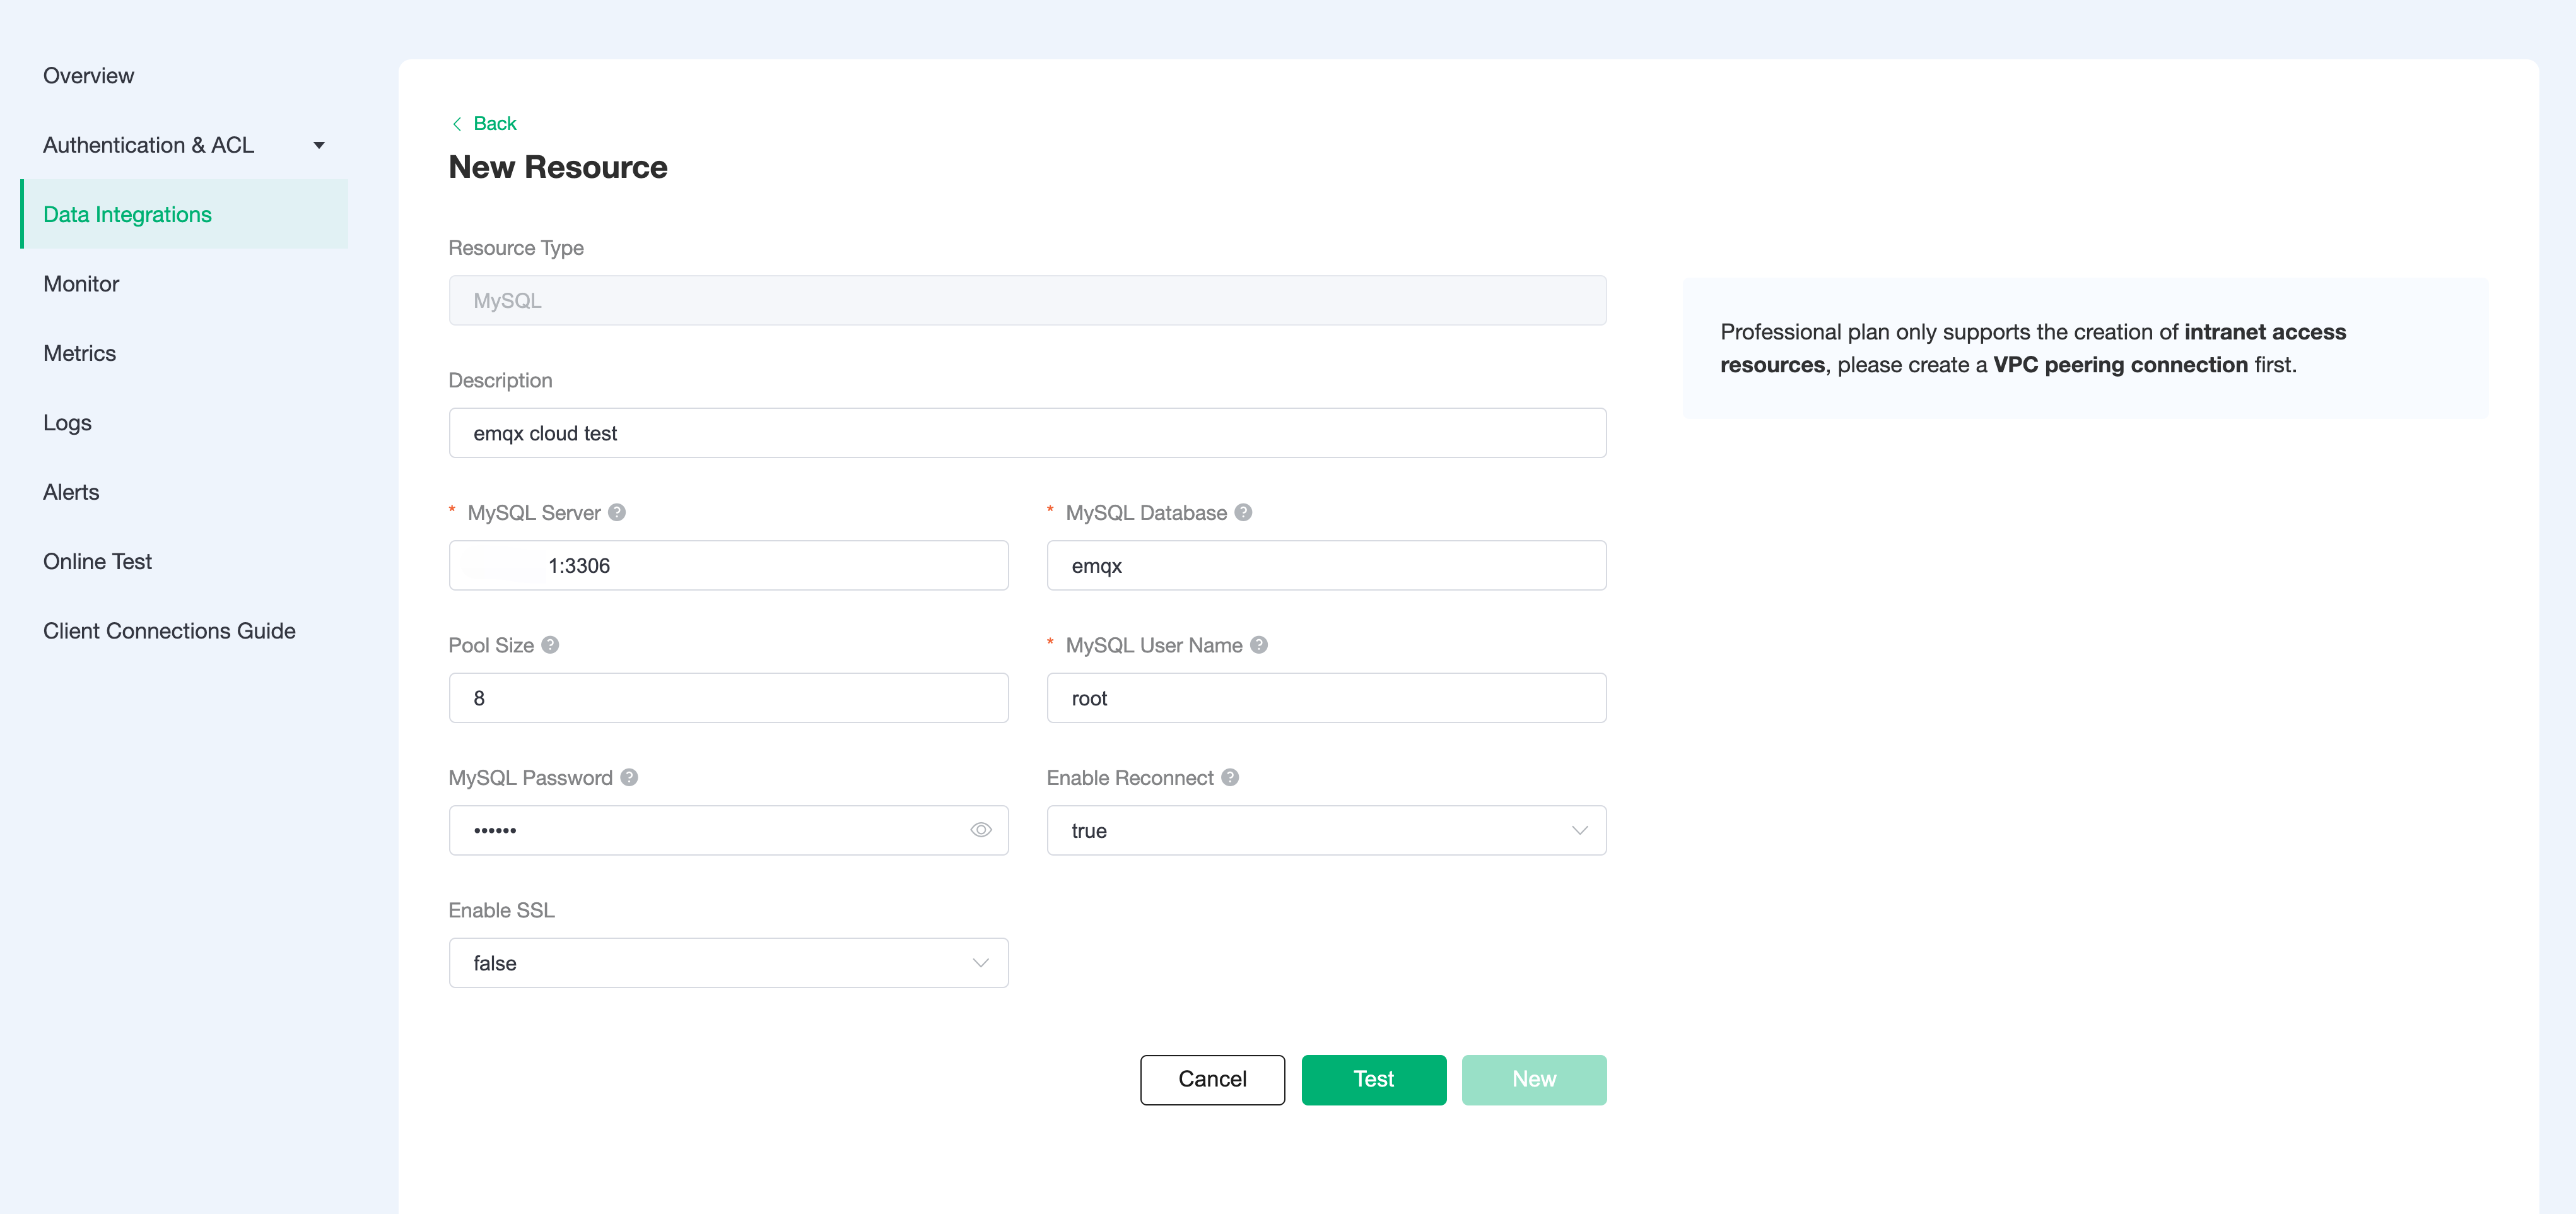 Overview
Authentication & ACL
Data Integrations
Monitor
Metrics
Logs
Alerts
Online Test
Client Connections Guide
Back
New Resource
Resource Type
MySQL
Description
emqx cloud test
* MySQL Server ?
1:3306
* MySQL Database ?
emqx
Pool Size ?
8
* MySQL User Name ?
root
MySQL Password ?
••••••
Enable Reconnect ?
true
Enable SSL
false
Cancel
Test
New
Professional plan only supports the creation of intranet access
resources, please create a VPC peering connection first.